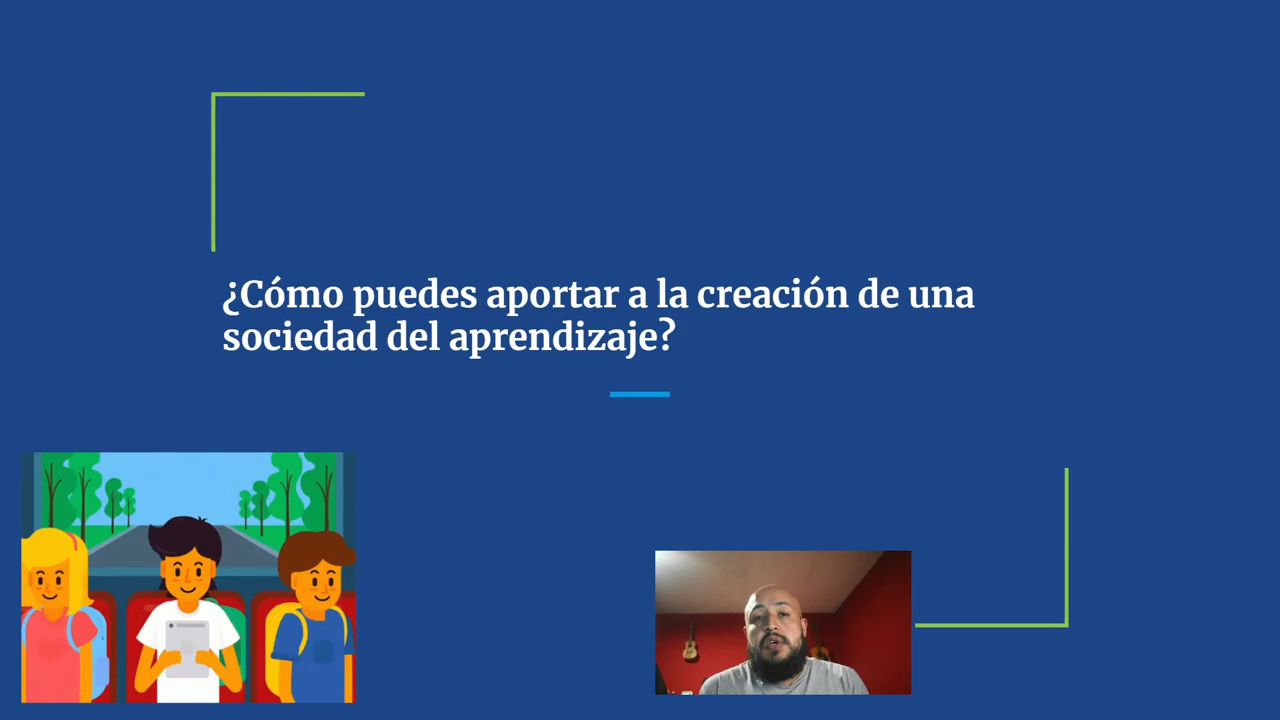 ¿Cómo puedes aportar a la creación de una
sociedad del aprendizaje?